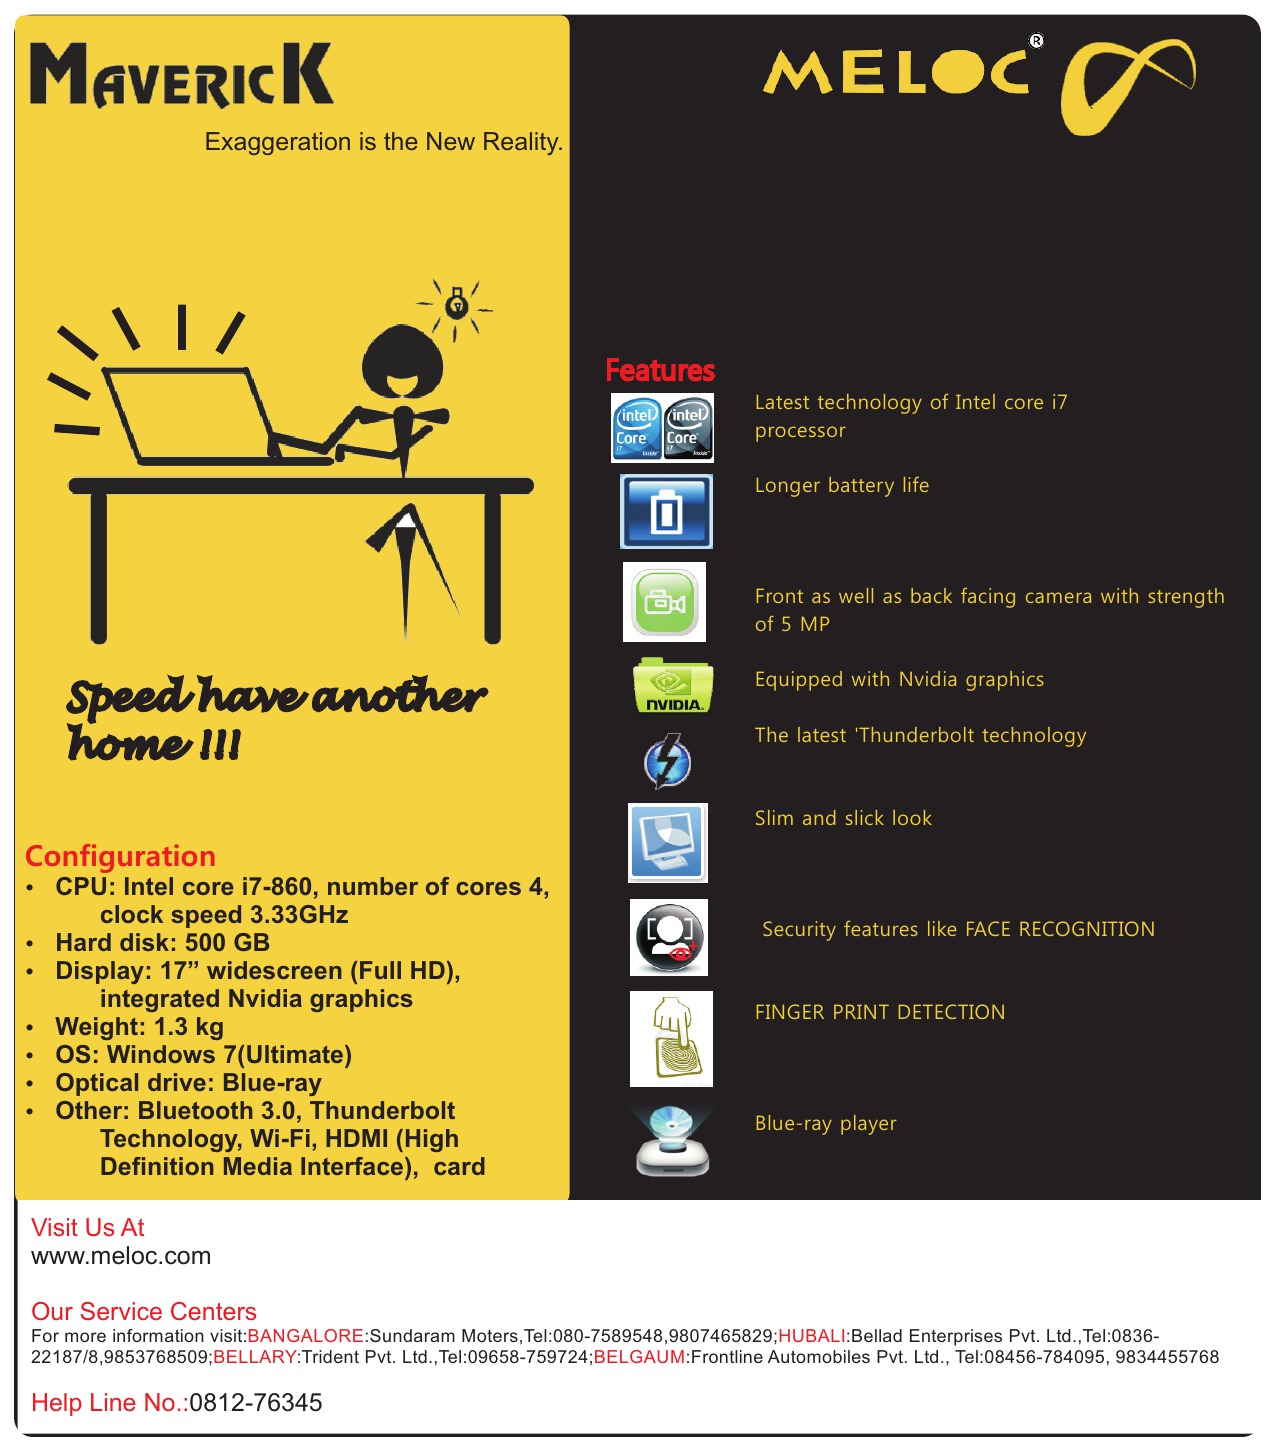 MAVERICK
Exaggeration is the New Reality.
Speed have another
home !!!
Configuration
• CPU: Intel core i7-860, number of cores 4,
clock speed 3.33GHz
• Hard disk: 500 GB
• Display: 17” widescreen (Full HD),
integrated Nvidia graphics
• Weight: 1.3 kg
• OS: Windows 7(Ultimate)
• Optical drive: Blue-ray
• Other: Bluetooth 3.0, Thunderbolt
Technology, Wi-Fi, HDMI (High
Definition Media Interface), card
MELOC®
Features
intel intel
Core Core
i7 inside i7 inside
Latest technology of Intel core i7
processor
Longer battery life
Front as well as back facing camera with strength
of 5 MP
NVIDIA.
Equipped with Nvidia graphics
The latest 'Thunderbolt technology
Slim and slick look
Security features like FACE RECOGNITION
FINGER PRINT DETECTION
Blue-ray player
Visit Us At
www.meloc.com
Our Service Centers
For more information visit:BANGALORE:Sundaram Moters,Tel:080-7589548,9807465829;HUBALI:Bellad Enterprises Pvt. Ltd.,Tel:0836-
22187/8,9853768509;BELLARY:Trident Pvt. Ltd.,Tel:09658-759724;BELGAUM:Frontline Automobiles Pvt. Ltd., Tel:08456-784095, 9834455768
Help Line No.:0812-76345